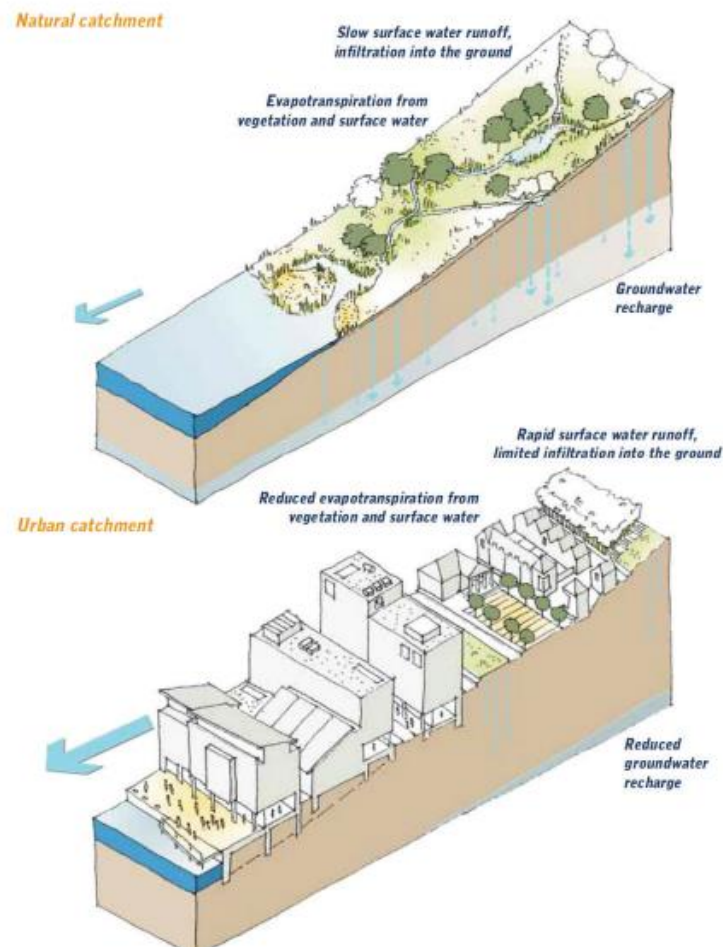 Natural catchment
Slow surface water runoff,
infiltration into the ground
Evapotranspiration from
vegetation and surface water
Groundwater
recharge
Rapid surface water runoff,
limited infiltration into the ground
Reduced evapotranspiration from
vegetation and surface water
Urban catchment
Reduced
groundwater
recharge